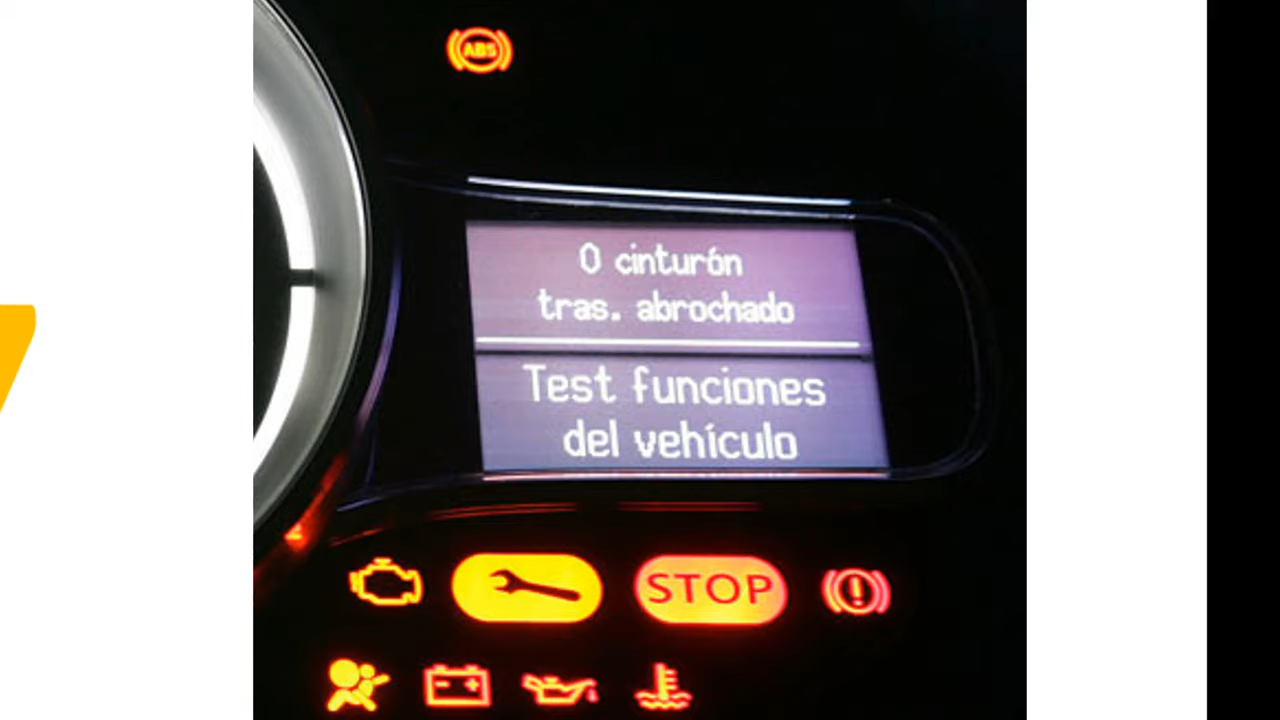 ABS
0 cinturón
tras. abrochado
Test funciones
del vehículo
STOP